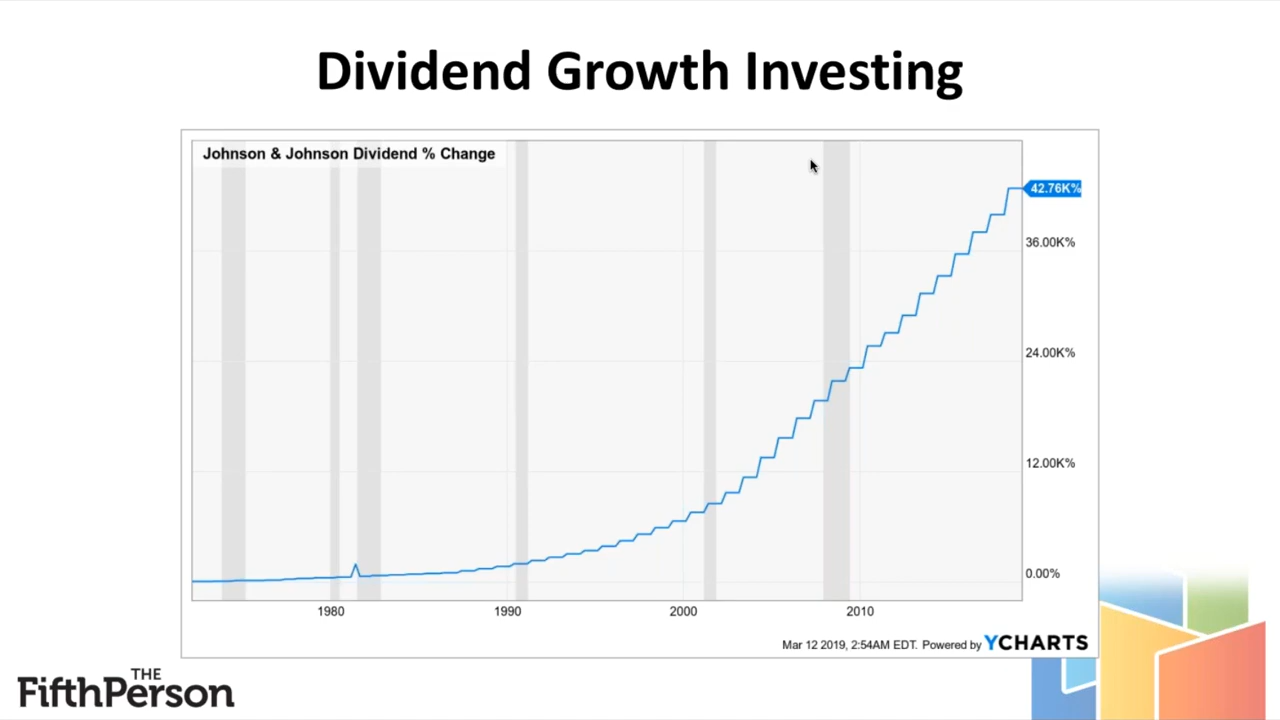 Dividend Growth Investing
Johnson & Johnson Dividend % Change
42.76K%
36.00K%
24.00K%
12.00K%
0.00%
1980 1990 2000 2010
Mar 12 2019, 2:54AM EDT. Powered by YCHARTS
THE
FifthPerson